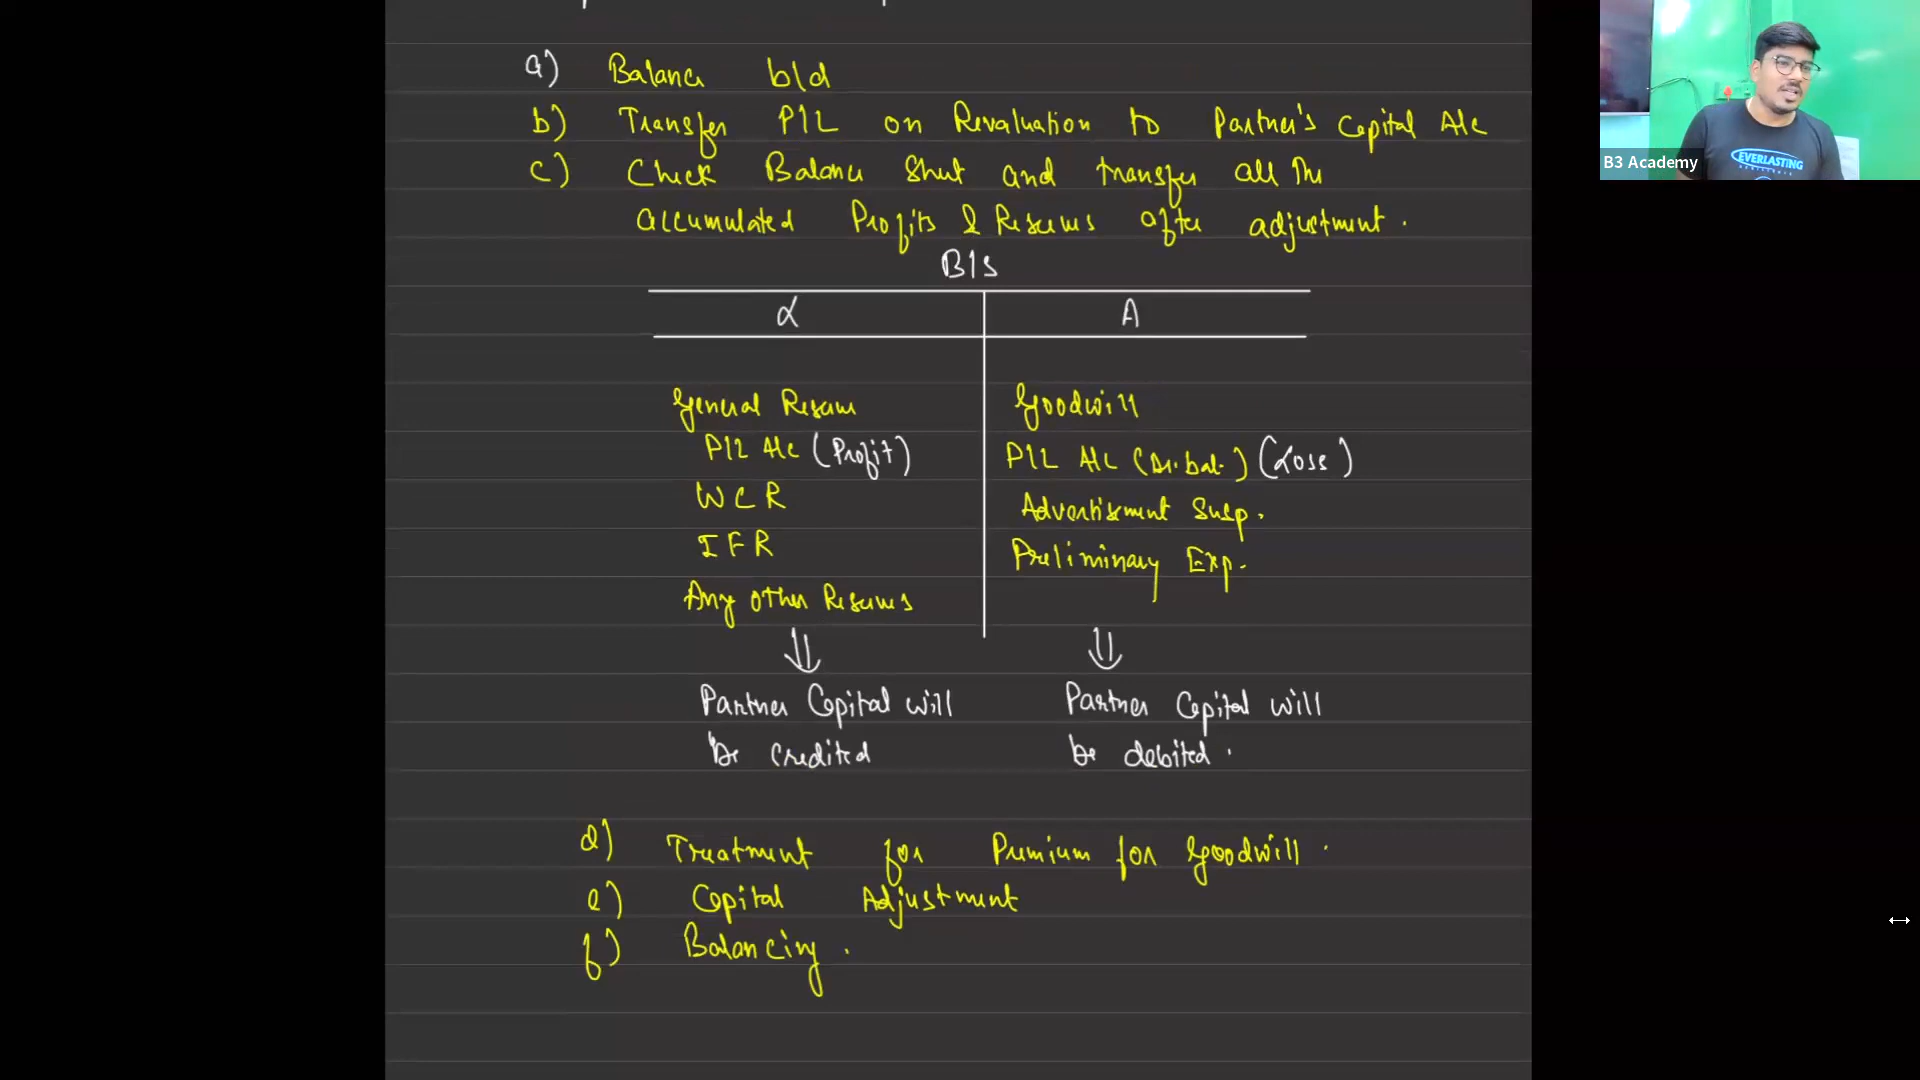 a) Balance b/d
b) Transfer P/L on Revaluation to Partner's Capital A/c
c) Check Balance Sheet and transfer all the
accumulated Profits & Reserves after adjustment.
B/S
L A
General Reserve Goodwill
P/L A/c (Profit) P/L A/c (Dr. bal.) (Loss)
WCR Advertisment Susp.
IFR Preliminary Exp.
Any other Reserves
Partner Capital will Partner Capital will
be credited be debited.
d) Treatment for Premium for Goodwill.
e) Capital Adjustment
f) Balancing.
B3 Academy
EVERLASTING